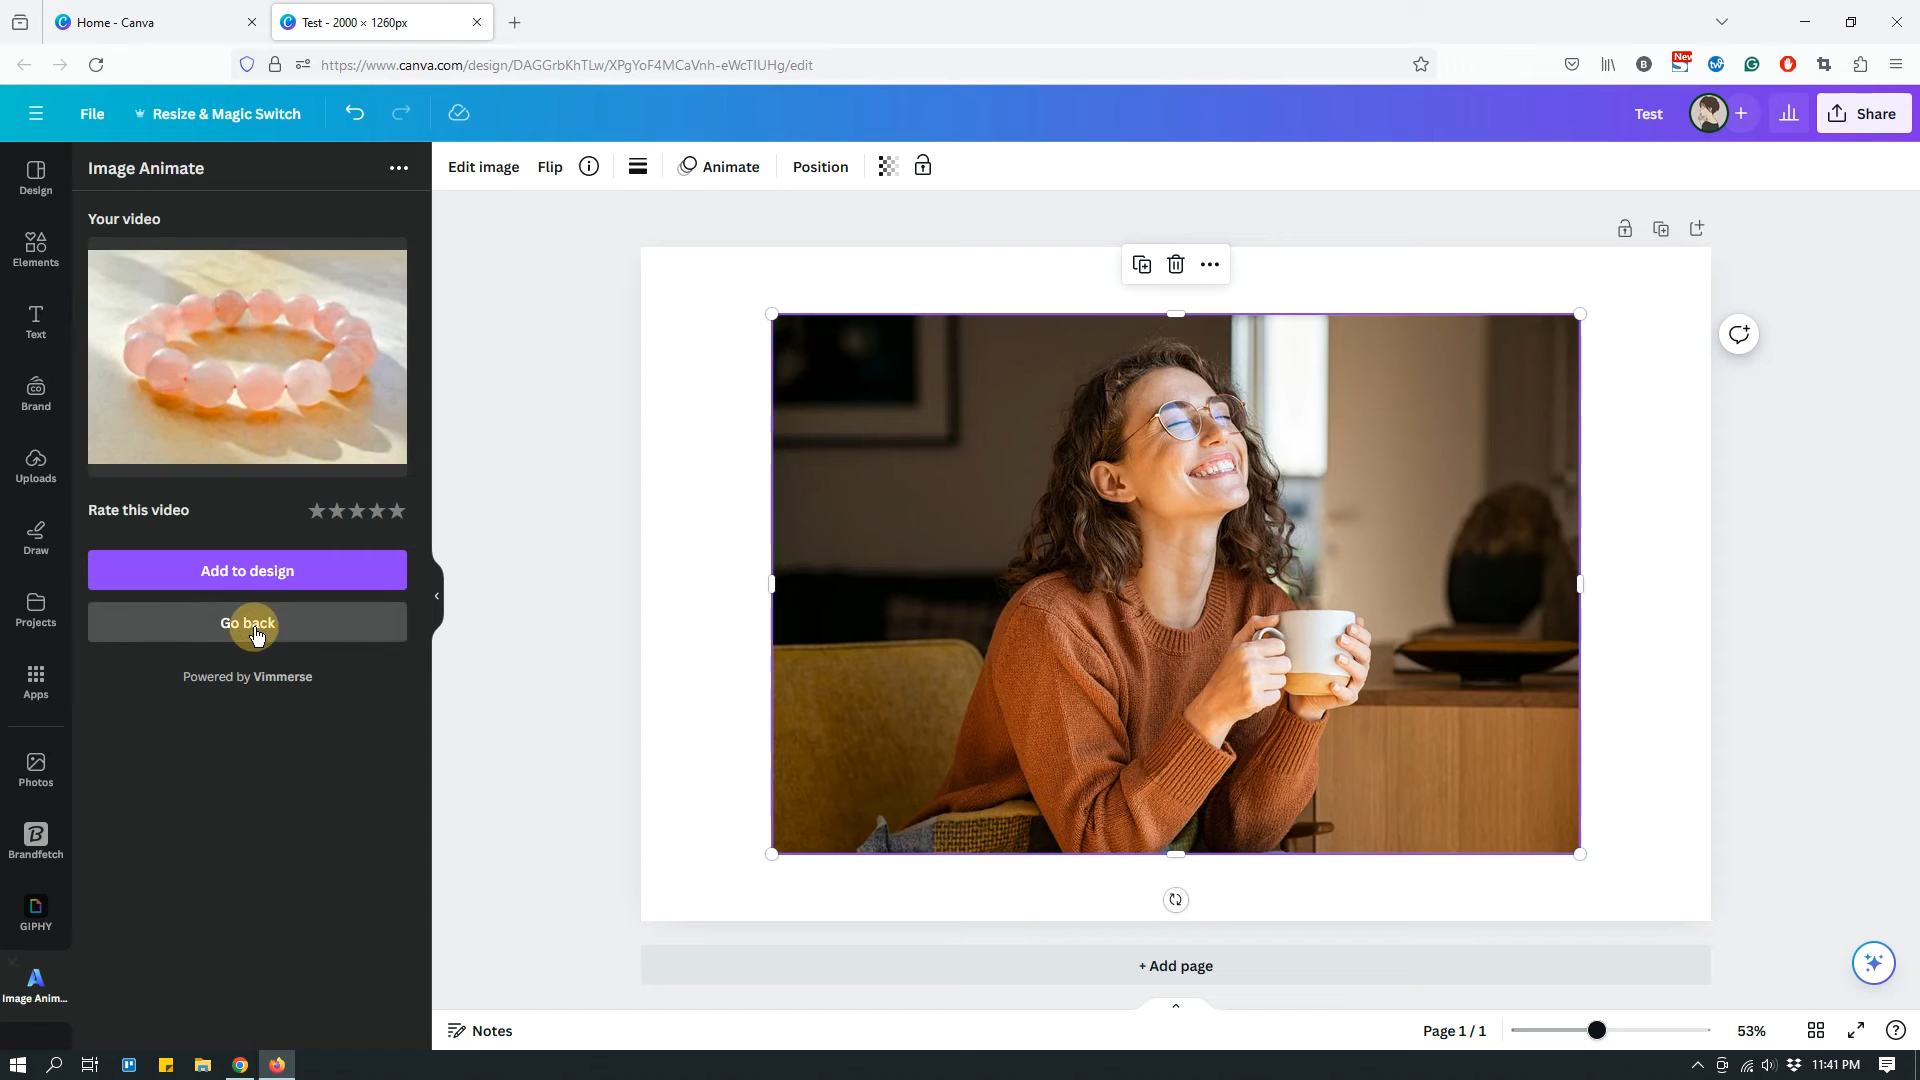 Home - Canva
Test - 2000 × 1260px
https://www.canva.com/design/DAGGrbKhTLw/XPgYoF4MCaVnh-eWcTIUHg/edit
New
File
Resize & Magic Switch
Test
Share
Image Animate
Edit image
Flip
Animate
Position
Design
Elements
Text
Brand
Uploads
Draw
Projects
Apps
Photos
Brandfetch
GIPHY
Image Anim...
Your video
Rate this video
Add to design
Go back
Powered by Vimmerse
+ Add page
Notes
Page 1 / 1
53%
11:41 PM